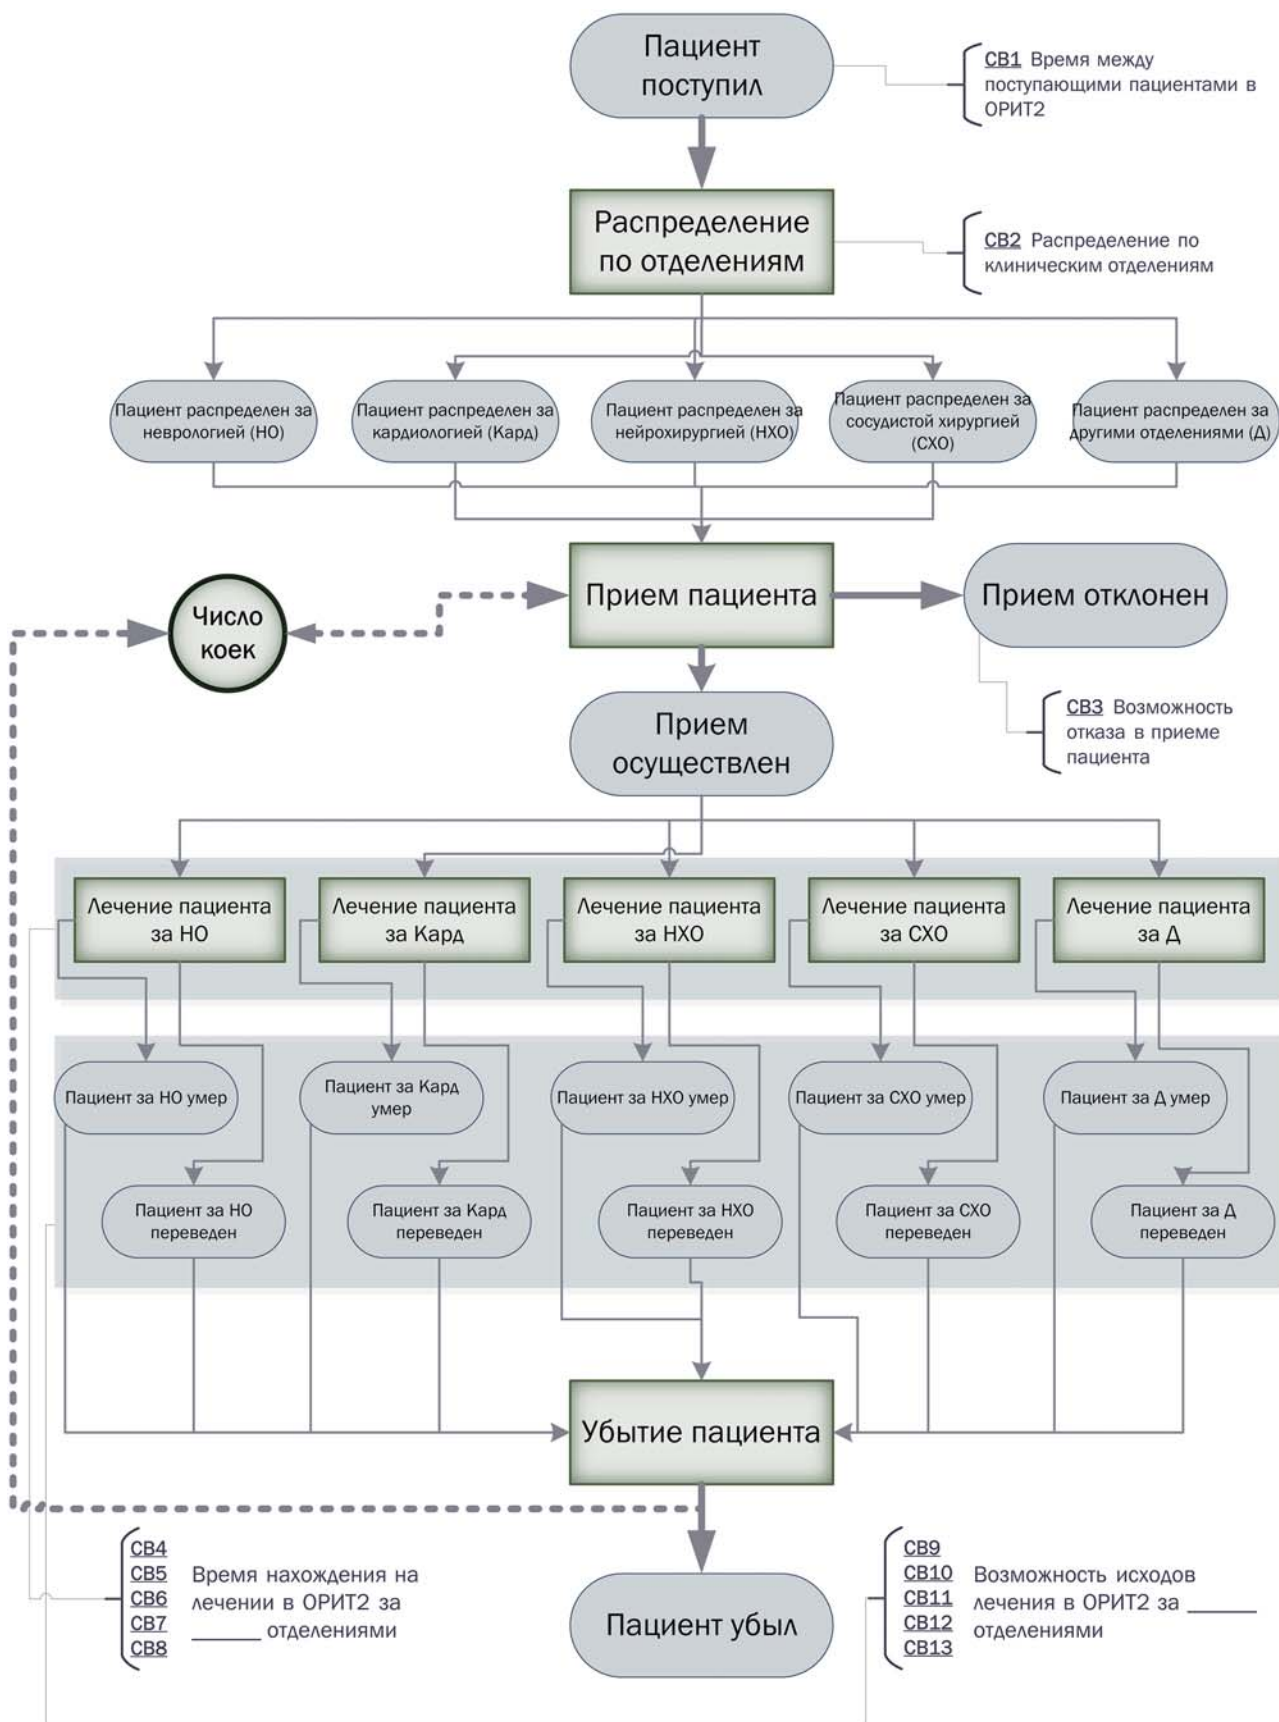 Пациент
поступил
СВ1 Время между
поступающими пациентами в
ОРИТ2
Распределение
по отделениям
СВ2 Распределение по
клиническим отделениям
Пациент распределен за
неврологией (НО)
Пациент распределен за
кардиологией (Кард)
Пациент распределен за
нейрохирургией (НХО)
Пациент распределен за
сосудистой хирургией
(СХО)
Пациент распределен за
другими отделениями (Д)
Число
коек
Прием пациента
Прием отклонен
СВ3 Возможность
отказа в приеме
пациента
Прием
осуществлен
Лечение пациента
за НО
Лечение пациента
за Кард
Лечение пациента
за НХО
Лечение пациента
за СХО
Лечение пациента
за Д
Пациент за НО умер
Пациент за Кард
умер
Пациент за НХО умер
Пациент за СХО умер
Пациент за Д умер
Пациент за НО
переведен
Пациент за Кард
переведен
Пациент за НХО
переведен
Пациент за СХО
переведен
Пациент за Д
переведен
Убытие пациента
СВ4
СВ5
СВ6
СВ7
СВ8
Время нахождения на
лечении в ОРИТ2 за
______ отделениями
Пациент убыл
СВ9
СВ10
СВ11
СВ12
СВ13
Возможность исходов
лечения в ОРИТ2 за ______
отделениями